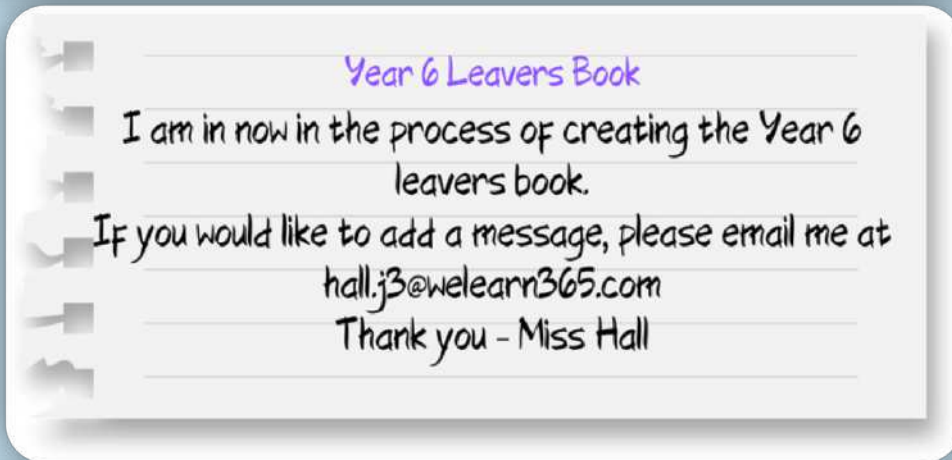 Year 6 Leavers Book
I am in now in the process of creating the Year 6
leavers book.
If you would like to add a message, please email me at
hall.j3@welearn365.com
Thank you - Miss Hall